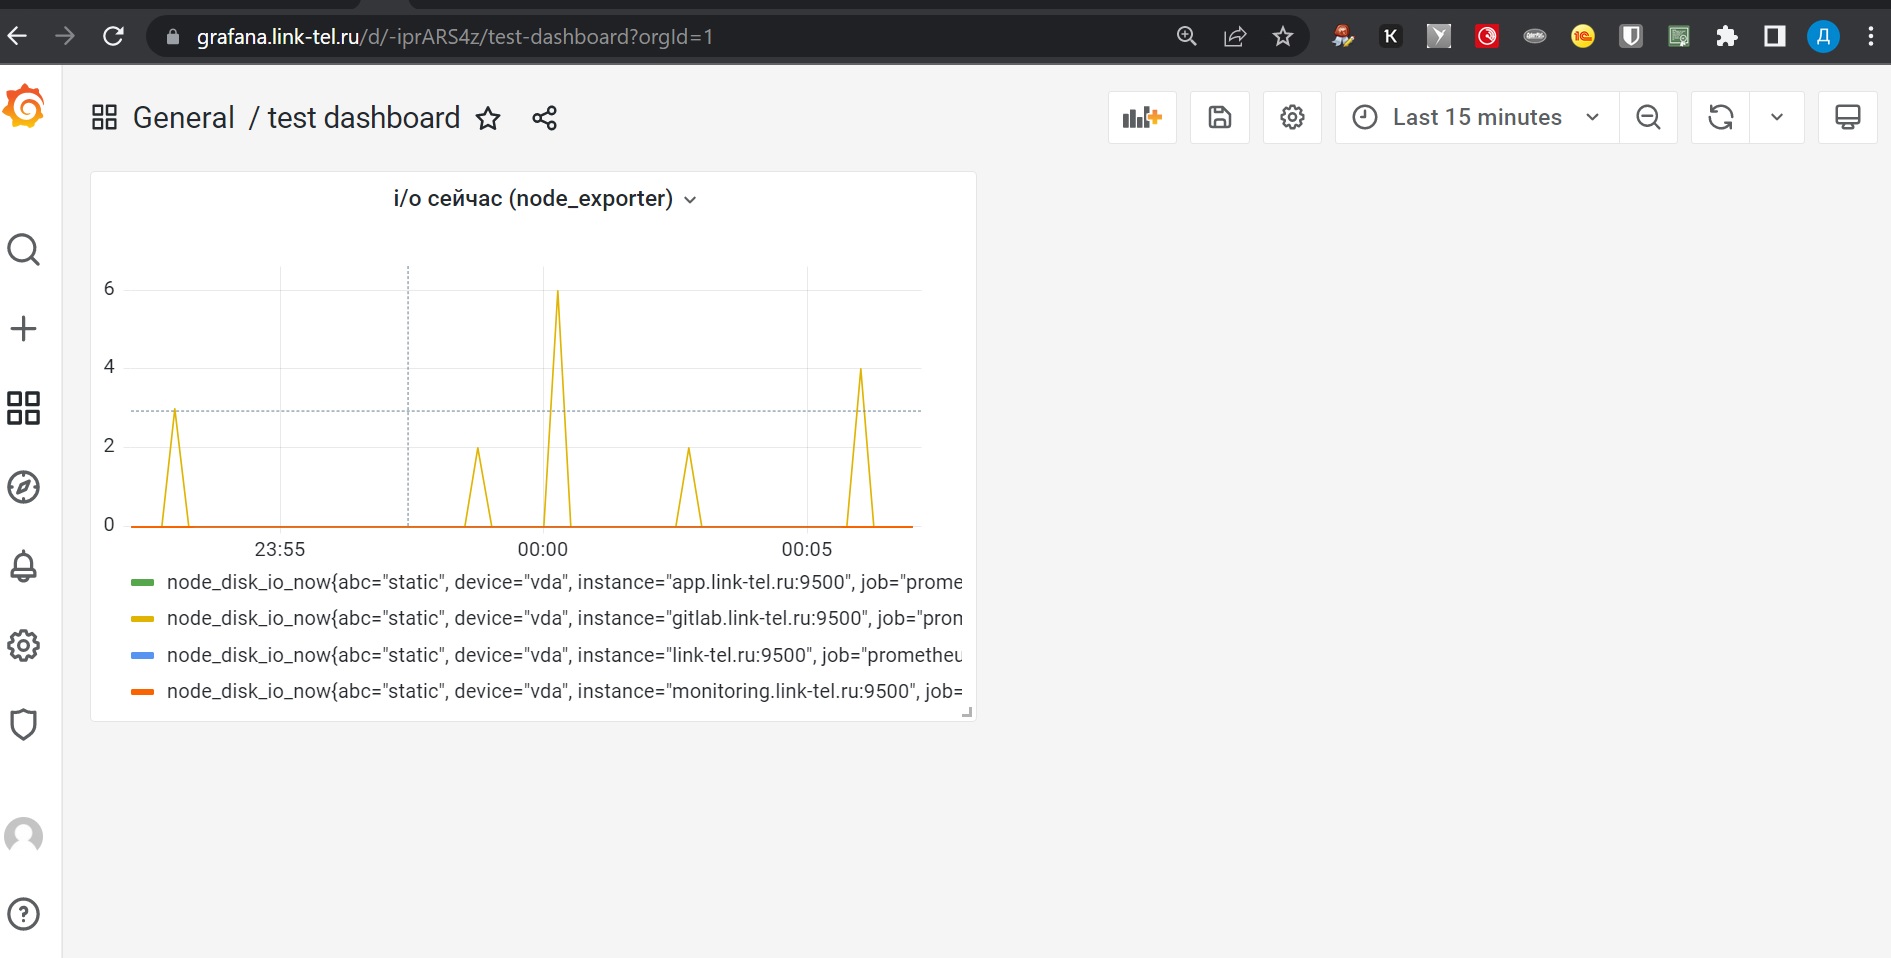 grafana.link-tel.ru/d/-iprARS4z/test-dashboard?orgId=1
K
1C
Д
General / test dashboard
Last 15 minutes
i/o сейчас (node_exporter)
6
4
2
0
23:55
00:00
00:05
node_disk_io_now{abc="static", device="vda", instance="app.link-tel.ru:9500", job="prome
node_disk_io_now{abc="static", device="vda", instance="gitlab.link-tel.ru:9500", job="pron
node_disk_io_now{abc="static", device="vda", instance="link-tel.ru:9500", job="prometheu
node_disk_io_now{abc="static", device="vda", instance="monitoring.link-tel.ru:9500", job=